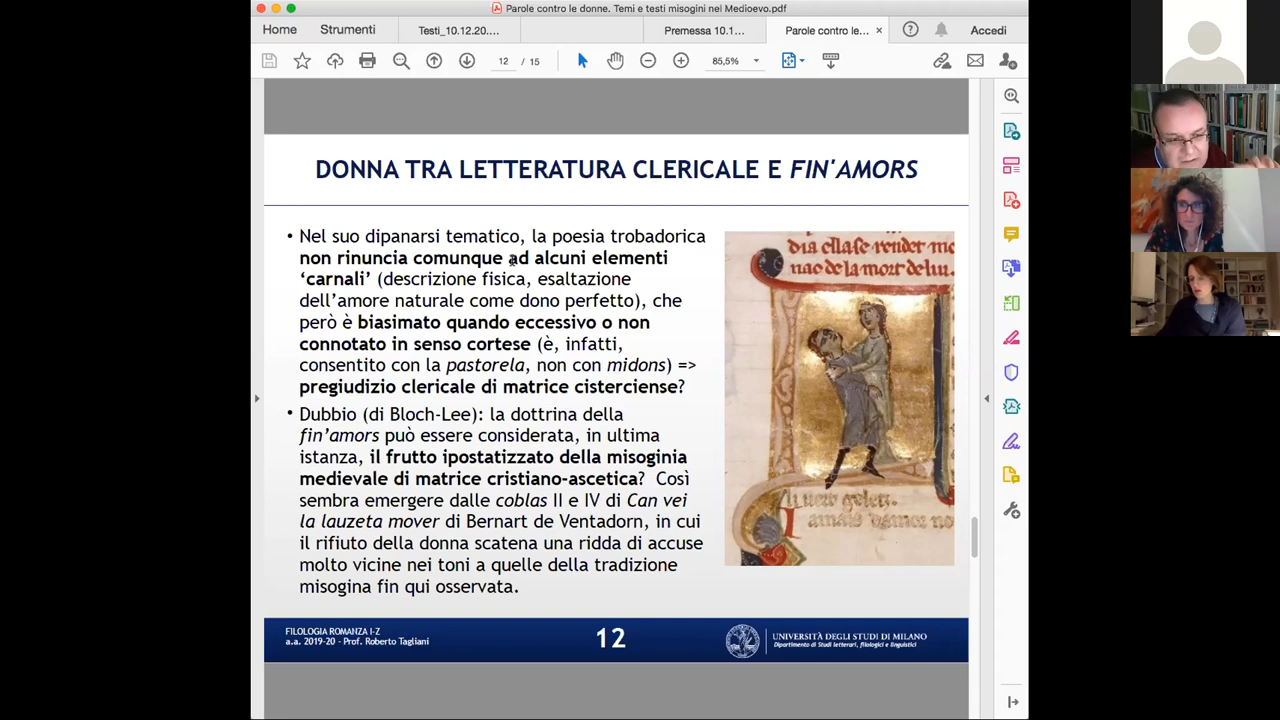 Parole contro le donne. Temi e testi misogini nel Medioevo.pdf
Home Strumenti Testi_10.12.20.... Premessa 10.1... Parole contro le... × ? Accedi
12 / 15 85,5%
DONNA TRA LETTERATURA CLERICALE E FIN'AMORS
• Nel suo dipanarsi tematico, la poesia trobadorica
non rinuncia comunque ad alcuni elementi
‘carnali’ (descrizione fisica, esaltazione
dell’amore naturale come dono perfetto), che
però è biasimato quando eccessivo o non
connotato in senso cortese (è, infatti,
consentito con la pastorela, non con midons) =>
pregiudizio clericale di matrice cisterciense?
• Dubbio (di Bloch-Lee): la dottrina della
fin’amors può essere considerata, in ultima
istanza, il frutto ipostatizzato della misoginia
medievale di matrice cristiano-ascetica? Così
sembra emergere dalle coblas II e IV di Can vei
la lauzeta mover di Bernart de Ventadorn, in cui
il rifiuto della donna scatena una ridda di accuse
molto vicine nei toni a quelle della tradizione
misogina fin qui osservata.
FILOLOGIA ROMANZA I-Z
a.a. 2019-20 - Prof. Roberto Tagliani
12
UNIVERSITÀ DEGLI STUDI DI MILANO
Dipartimento di Studi letterari, filologici e linguistici